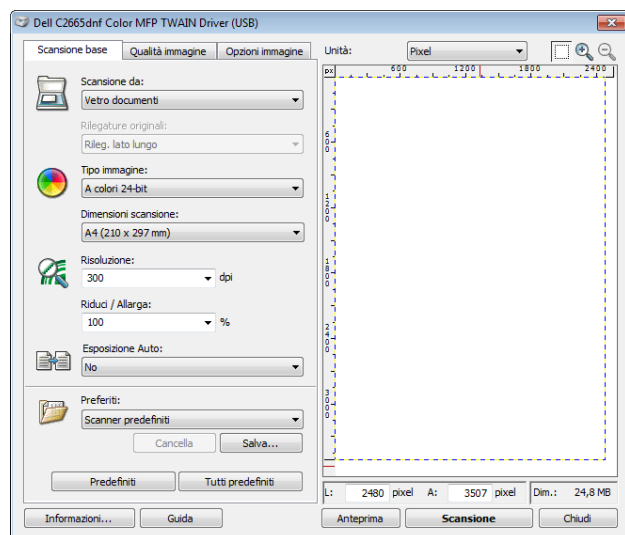 Dell C2665dnf Color MFP TWAIN Driver (USB)
Scansione base
Qualità immagine
Opzioni immagine
Scansione da:
Vetro documenti
Rilegature originali:
Rileg. lato lungo
Tipo immagine:
A colori 24-bit
Dimensioni scansione:
A4 (210 x 297 mm)
Risoluzione:
300 dpi
Riduci / Allarga:
100 %
Esposizione Auto:
No
Preferiti:
Scanner predefiniti
Cancella
Salva...
Predefiniti
Tutti predefiniti
Informazioni...
Guida
Unità:
Pixel
px 600 1200 1800 2400
600
1200
1800
2400
3000
L: 2480 pixel A: 3507 pixel Dim.: 24,8 MB
Anteprima
Scansione
Chiudi